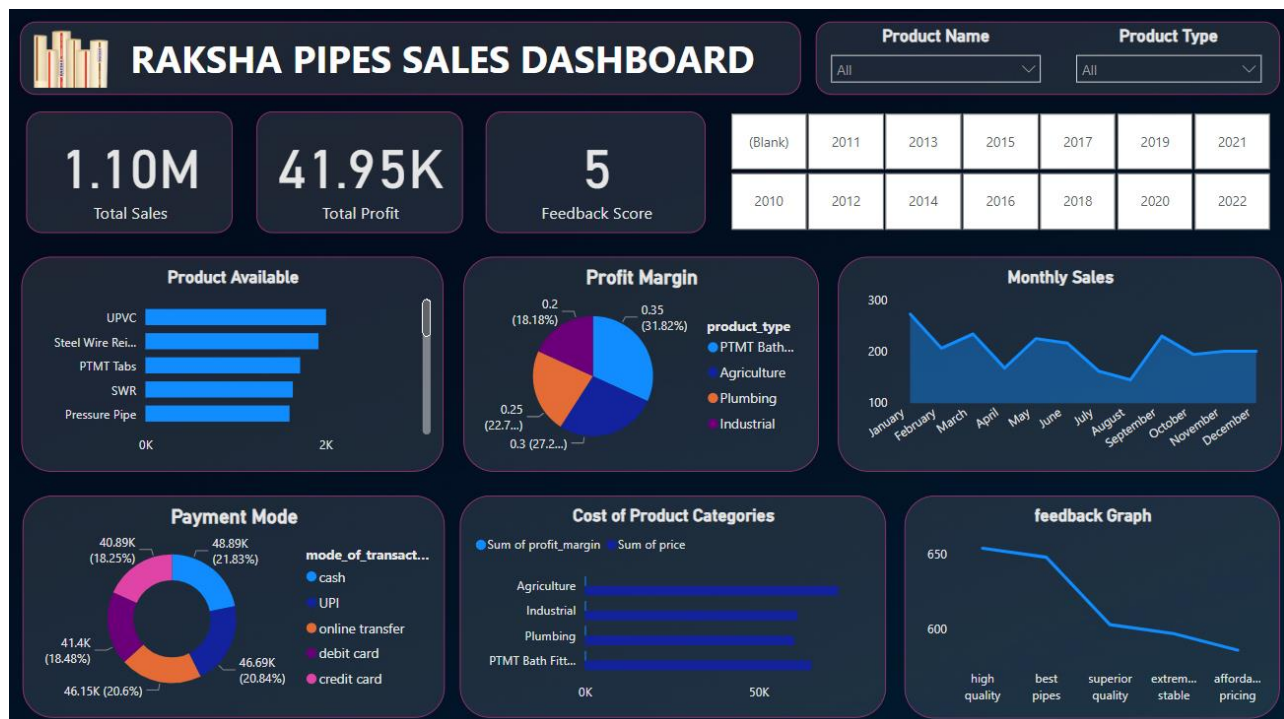 RAKSHA PIPES SALES DASHBOARD
Product Name
All
Product Type
All
1.10M
Total Sales
41.95K
Total Profit
5
Feedback Score
(Blank) 2011 2013 2015 2017 2019 2021
2010 2012 2014 2016 2018 2020 2022
Product Available
UPVC
Steel Wire Rei...
PTMT Tabs
SWR
Pressure Pipe
0K 2K
Profit Margin
0.2
(18.18%)
0.35
(31.82%)
0.25
(22.7...)
0.3 (27.2...)
product_type
PTMT Bath...
Agriculture
Plumbing
Industrial
Monthly Sales
300
200
100
January February March April May June July August September October November December
Payment Mode
40.89K
(18.25%)
48.89K
(21.83%)
41.4K
(18.48%)
46.69K
(20.84%)
46.15K (20.6%)
mode_of_transact...
cash
UPI
online transfer
debit card
credit card
Cost of Product Categories
Sum of profit_margin Sum of price
Agriculture
Industrial
Plumbing
PTMT Bath Fitt...
0K 50K
feedback Graph
650
600
high quality
best pipes
superior quality
extrem... stable
afforda... pricing